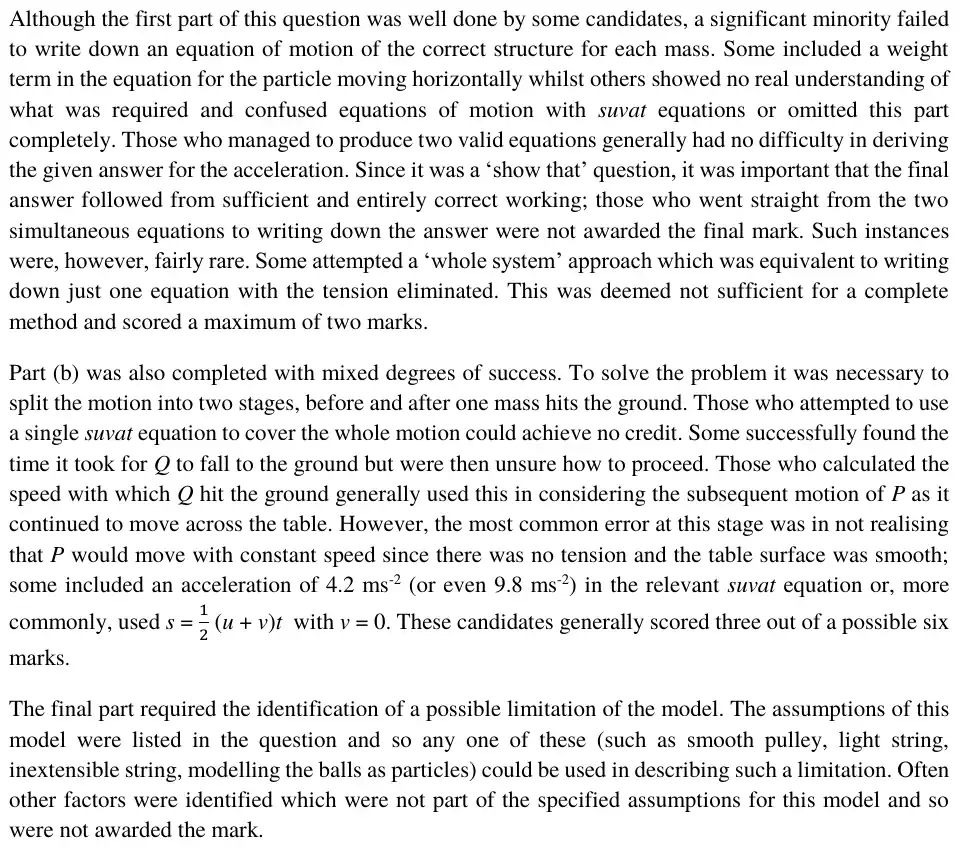 Although the first part of this question was well done by some candidates, a significant minority failed
to write down an equation of motion of the correct structure for each mass. Some included a weight
term in the equation for the particle moving horizontally whilst others showed no real understanding of
what was required and confused equations of motion with suvat equations or omitted this part
completely. Those who managed to produce two valid equations generally had no difficulty in deriving
the given answer for the acceleration. Since it was a ‘show that’ question, it was important that the final
answer followed from sufficient and entirely correct working; those who went straight from the two
simultaneous equations to writing down the answer were not awarded the final mark. Such instances
were, however, fairly rare. Some attempted a ‘whole system’ approach which was equivalent to writing
down just one equation with the tension eliminated. This was deemed not sufficient for a complete
method and scored a maximum of two marks.
Part (b) was also completed with mixed degrees of success. To solve the problem it was necessary to
split the motion into two stages, before and after one mass hits the ground. Those who attempted to use
a single suvat equation to cover the whole motion could achieve no credit. Some successfully found the
time it took for Q to fall to the ground but were then unsure how to proceed. Those who calculated the
speed with which Q hit the ground generally used this in considering the subsequent motion of P as it
continued to move across the table. However, the most common error at this stage was in not realising
that P would move with constant speed since there was no tension and the table surface was smooth;
some included an acceleration of 4.2 ms⁻² (or even 9.8 ms⁻²) in the relevant suvat equation or, more
commonly, used s = 1/2 (u + v)t with v = 0. These candidates generally scored three out of a possible six
marks.
The final part required the identification of a possible limitation of the model. The assumptions of this
model were listed in the question and so any one of these (such as smooth pulley, light string,
inextensible string, modelling the balls as particles) could be used in describing such a limitation. Often
other factors were identified which were not part of the specified assumptions for this model and so
were not awarded the mark.